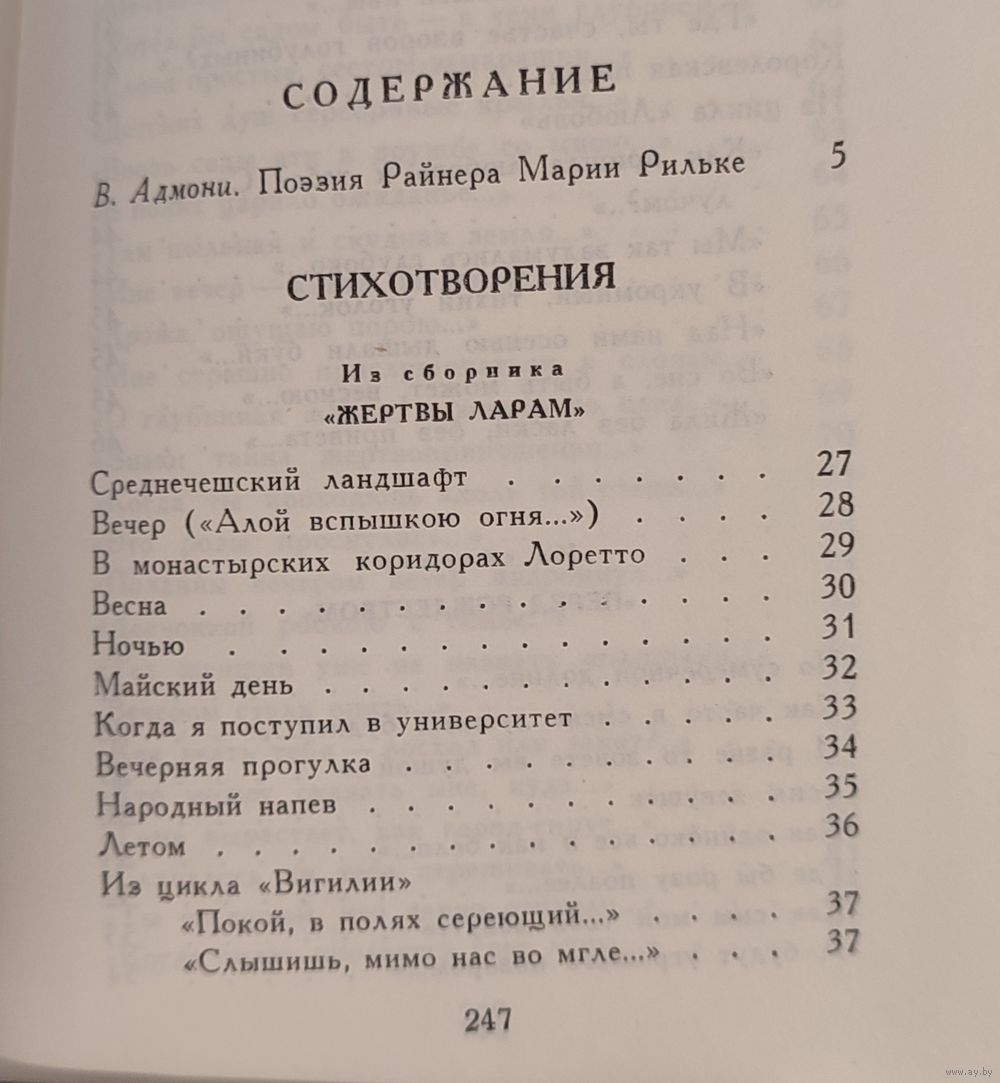 СОДЕРЖАНИЕ
В. Адмони. Поэзия Райнера Марии Рильке 5
СТИХОТВОРЕНИЯ
Из сборника
«ЖЕРТВЫ ЛАРАМ»
Среднечешский ландшафт . . . . . . . 27
Вечер («Алой вспышкою огня...») . . . . 28
В монастырских коридорах Лоретто . . . 29
Весна . . . . . . . . . . . . . . 30
Ночью . . . . . . . . . . . . . 31
Майский день . . . . . . . . . . . 32
Когда я поступил в университет . . . . . 33
Вечерняя прогулка . . . . . . . . . . 34
Народный напев . . . . . . . . . . 35
Летом . . . . . . . . . . . . . . 36
Из цикла «Вигилии»
«Покой, в полях сереющий...» . . . . 37
«Слышишь, мимо нас во мгле...» . . . 37
247
www.ay.by